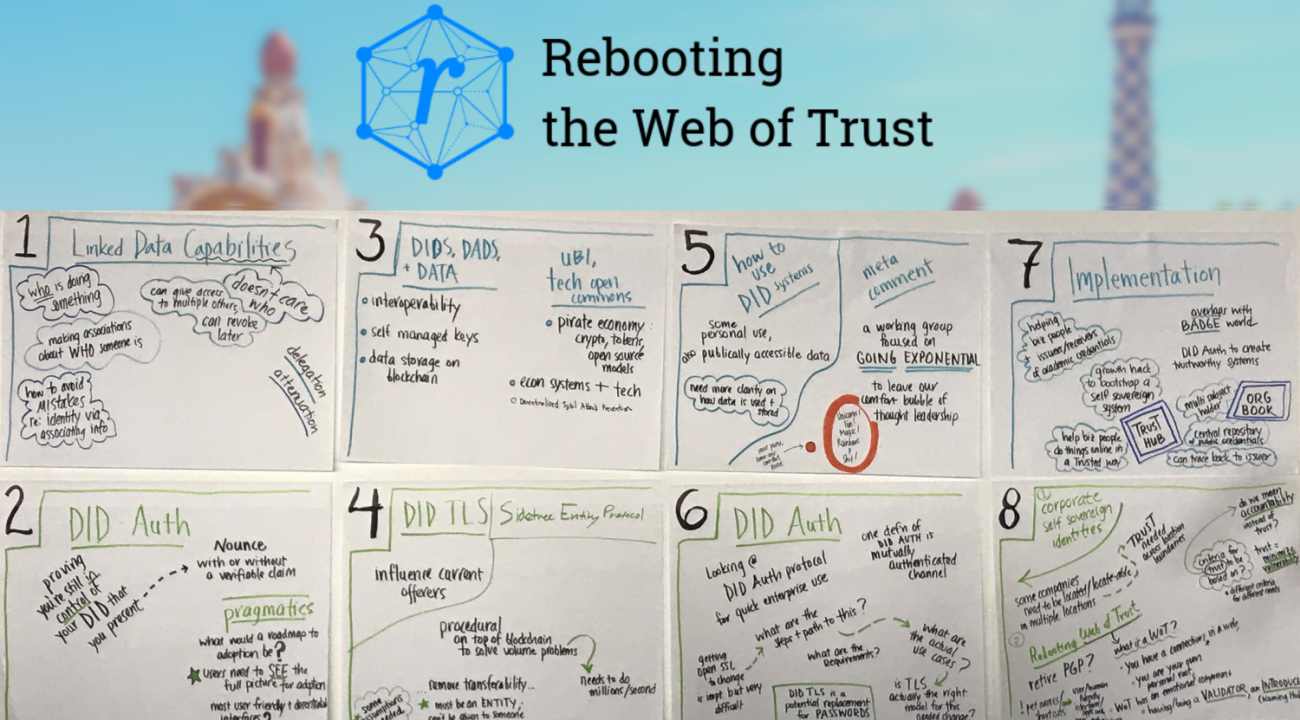 r
Rebooting
the Web of Trust
1
Linked Data Capabilities
who is doing
something
making associations
about WHO someone is
how to avoid
MISTAKES
re: identity via
associating info
can give access
to multiple others
can revoke
later
doesn't care
who
delegation
attenuation
3
DIDS, DADS,
+ DATA
interoperability
self managed keys
data storage on
blockchain
UBI,
tech open
commons
pirate economy:
crypto, tokens,
open source
models
econ systems + tech
Decentralized Sybil Attack Prevention
5
how to
use
DID systems
some
personal use,
also publically accessible data
need more clarity on
how data is used +
stored
meta
comment
a working group
focused on
GOING EXPONENTIAL
to leave our
comfort bubble of
thought leadership
Unicorns!
Fun!
Magic!
Rainbows
7
Implementation
helping
biz people
+ issuers/receivers
of academic credentials
growth hack
to bootstrap a
self sovereign
system
help biz people
do things online in
a Trusted way
TRUST
HUB
overlaps with
BADGE world
DID Auth to create
trustworthy systems
multi subject
holder
ORG
BOOK
central repository
of public credentials
can trace back to issuer
2
DID Auth
proving
you're still in
control of
your DID that
you present
Nounce
with or without
a verifiable claim
pragmatics
what would a roadmap to
adoption be?
users need to SEE the
full picture for adoption
most user friendly +
interfaces?
4
DID TLS
Sidetree Entity Protocol
influence current
offerers
procedural
on top of blockchain
to solve volume problems
needs to do
millions/second
remove transferability...
must be an ENTITY,
can't be given to someone
some
assumptions
needed
6
DID Auth
Looking @
DID Auth protocol
for quick enterprise use
one defn of
DID AUTH is
mutually
authenticated
channel
what are the
steps + path to this?
what are the
Requirements?
what are
the actual
use cases?
getting
open SSL
to change
is impt but very
difficult
DID TLS is a
potential replacement
for PASSWORDS
is TLS
actually the right
model for this
needed change?
8
corporate
self sovereign
identities
some companies
need to be located/locate-able
in multiple locations
TRUST
needed
across
boundaries
do we mean
accountability
instead of
trust?
criteria for
trust to be
based on?
+ different criteria
for different needs
trust =
Rebooting Web of Trust
retire PGP?
what is a WoT?
you have a connection, in a web,
you are your own
personal root
WoT has an emotional component
having/being a VALIDATOR, an